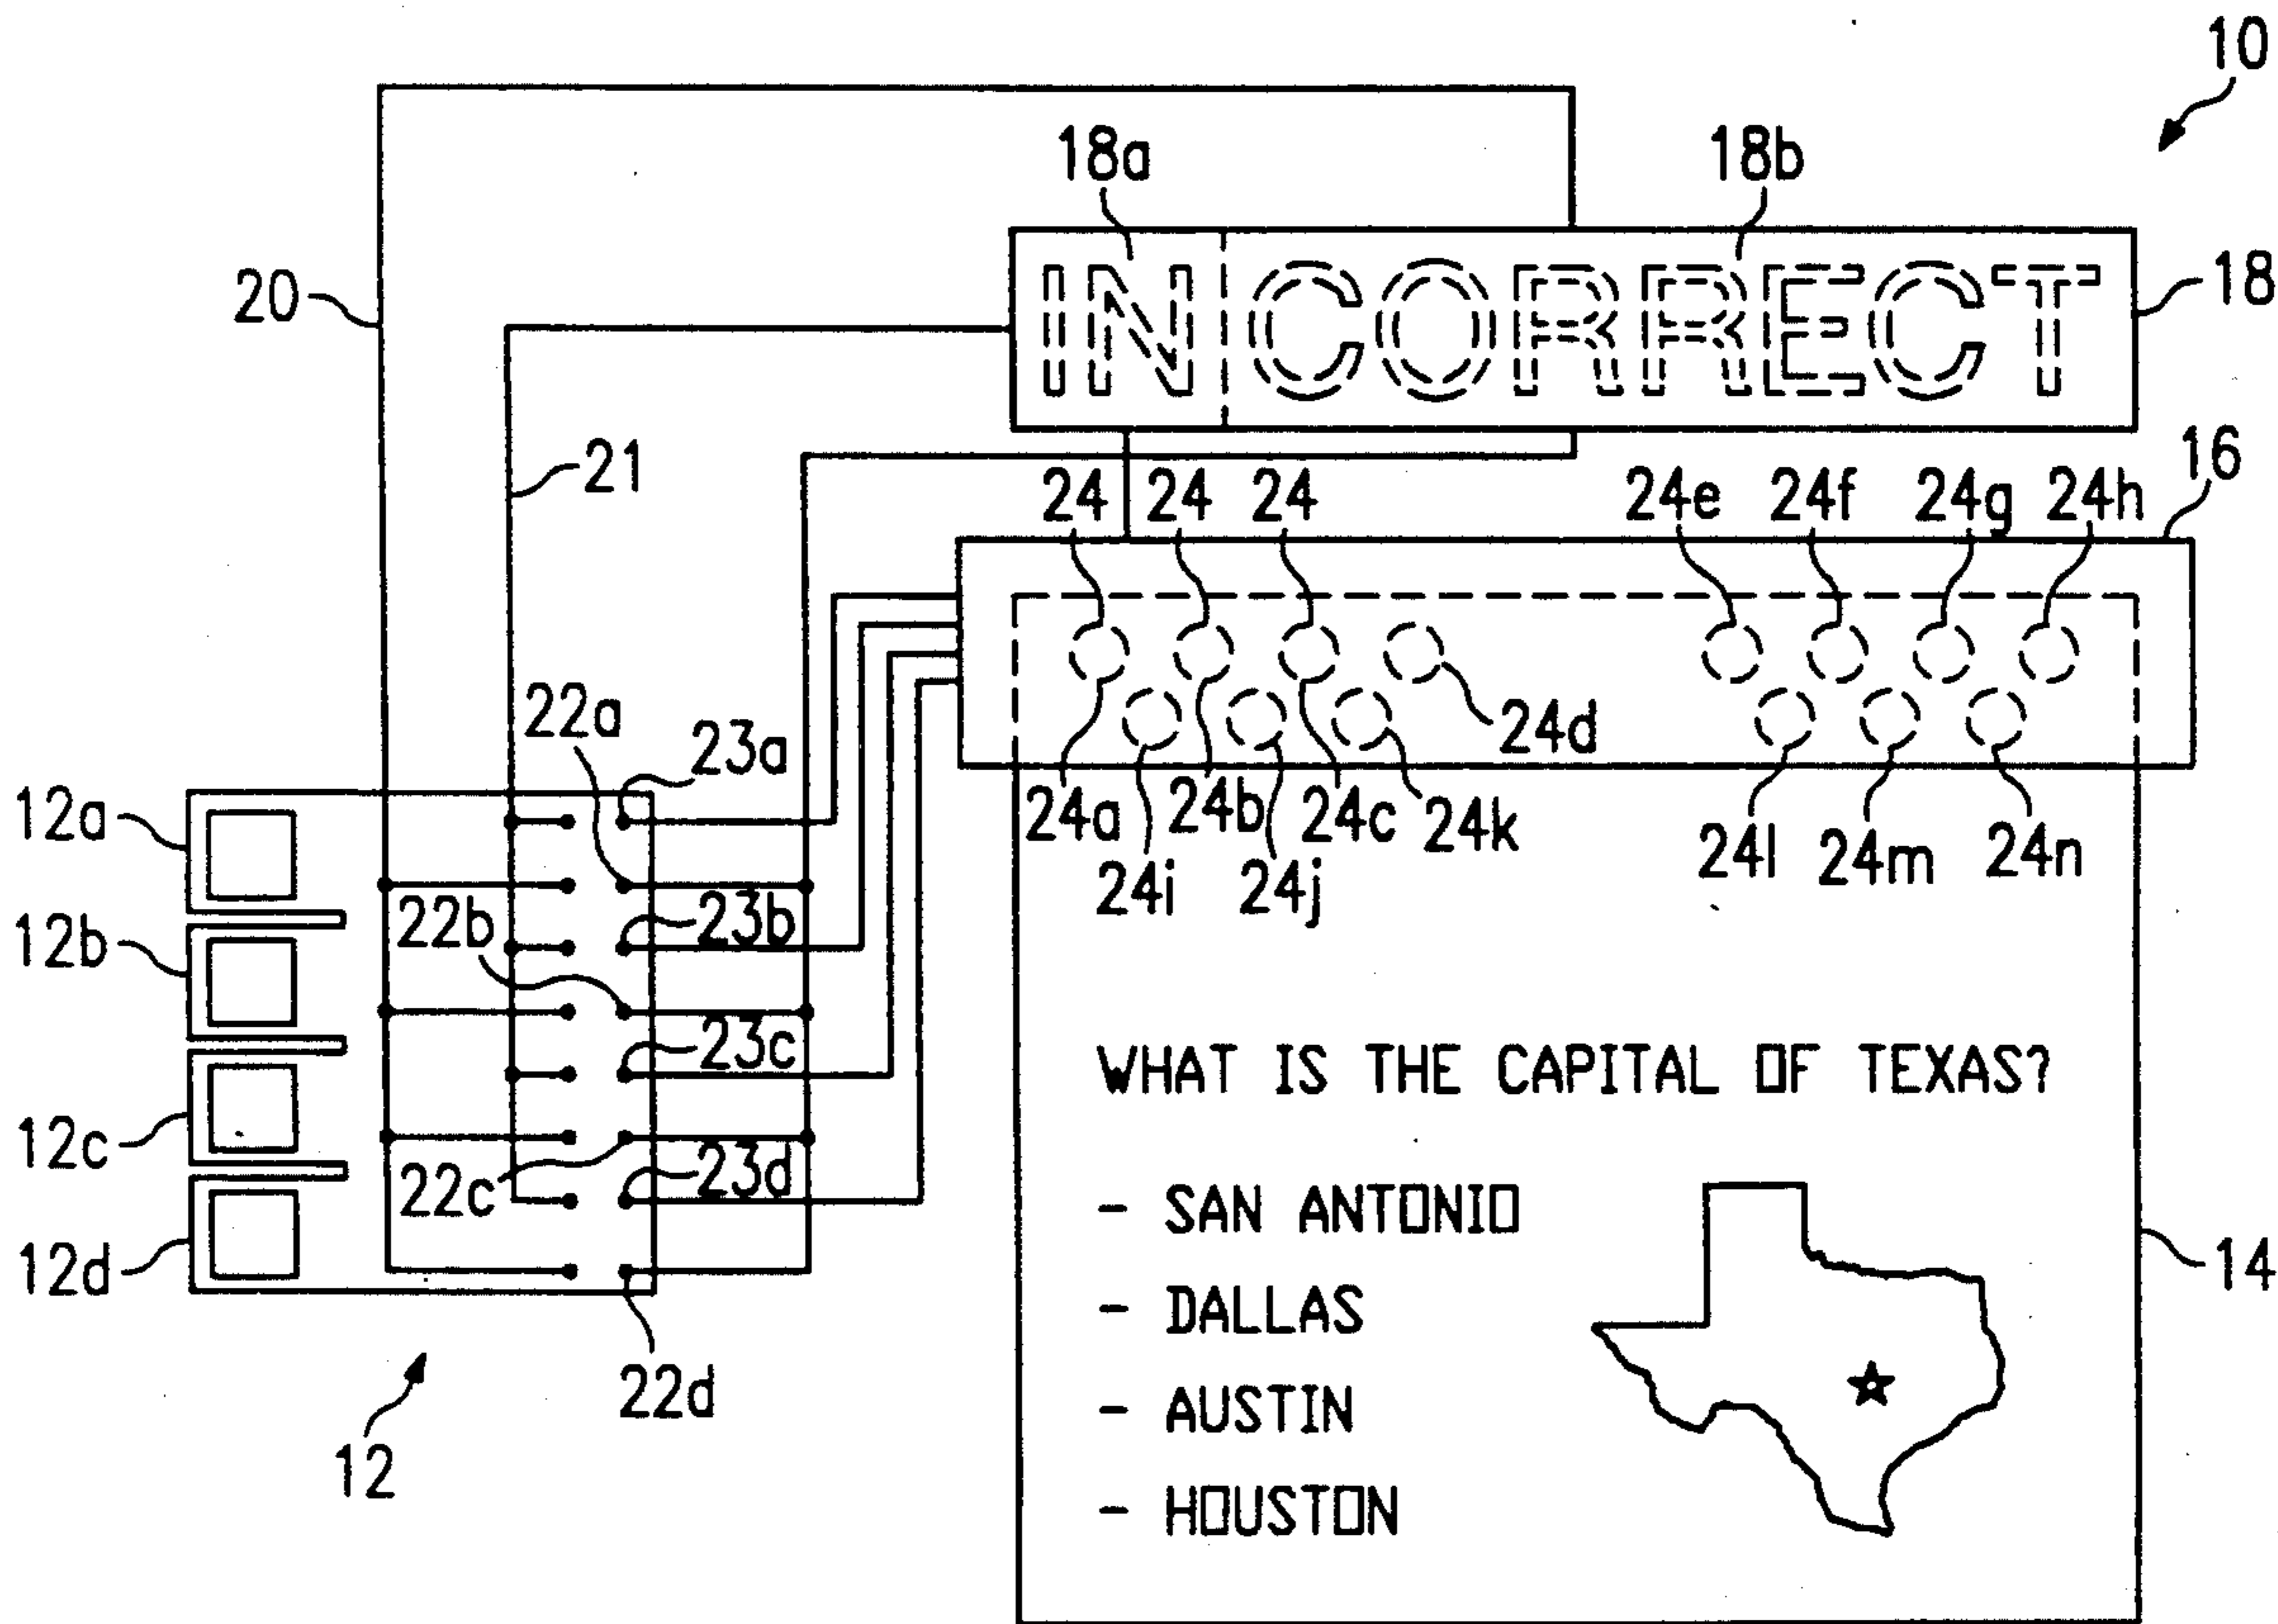 10
18a 18b
20
IN CORRECT
18
21
16
24 24 24 24e 24f 24g 24h
22a 23a
24d
12a
24a 24b 24c 24k
24i 24j
24l 24m 24n
22b 23b
12b
WHAT IS THE CAPITAL OF TEXAS?
23c
12c
22c 23d
- SAN ANTONIO
12d
14
- DALLAS
22d
- AUSTIN
12
- HOUSTON